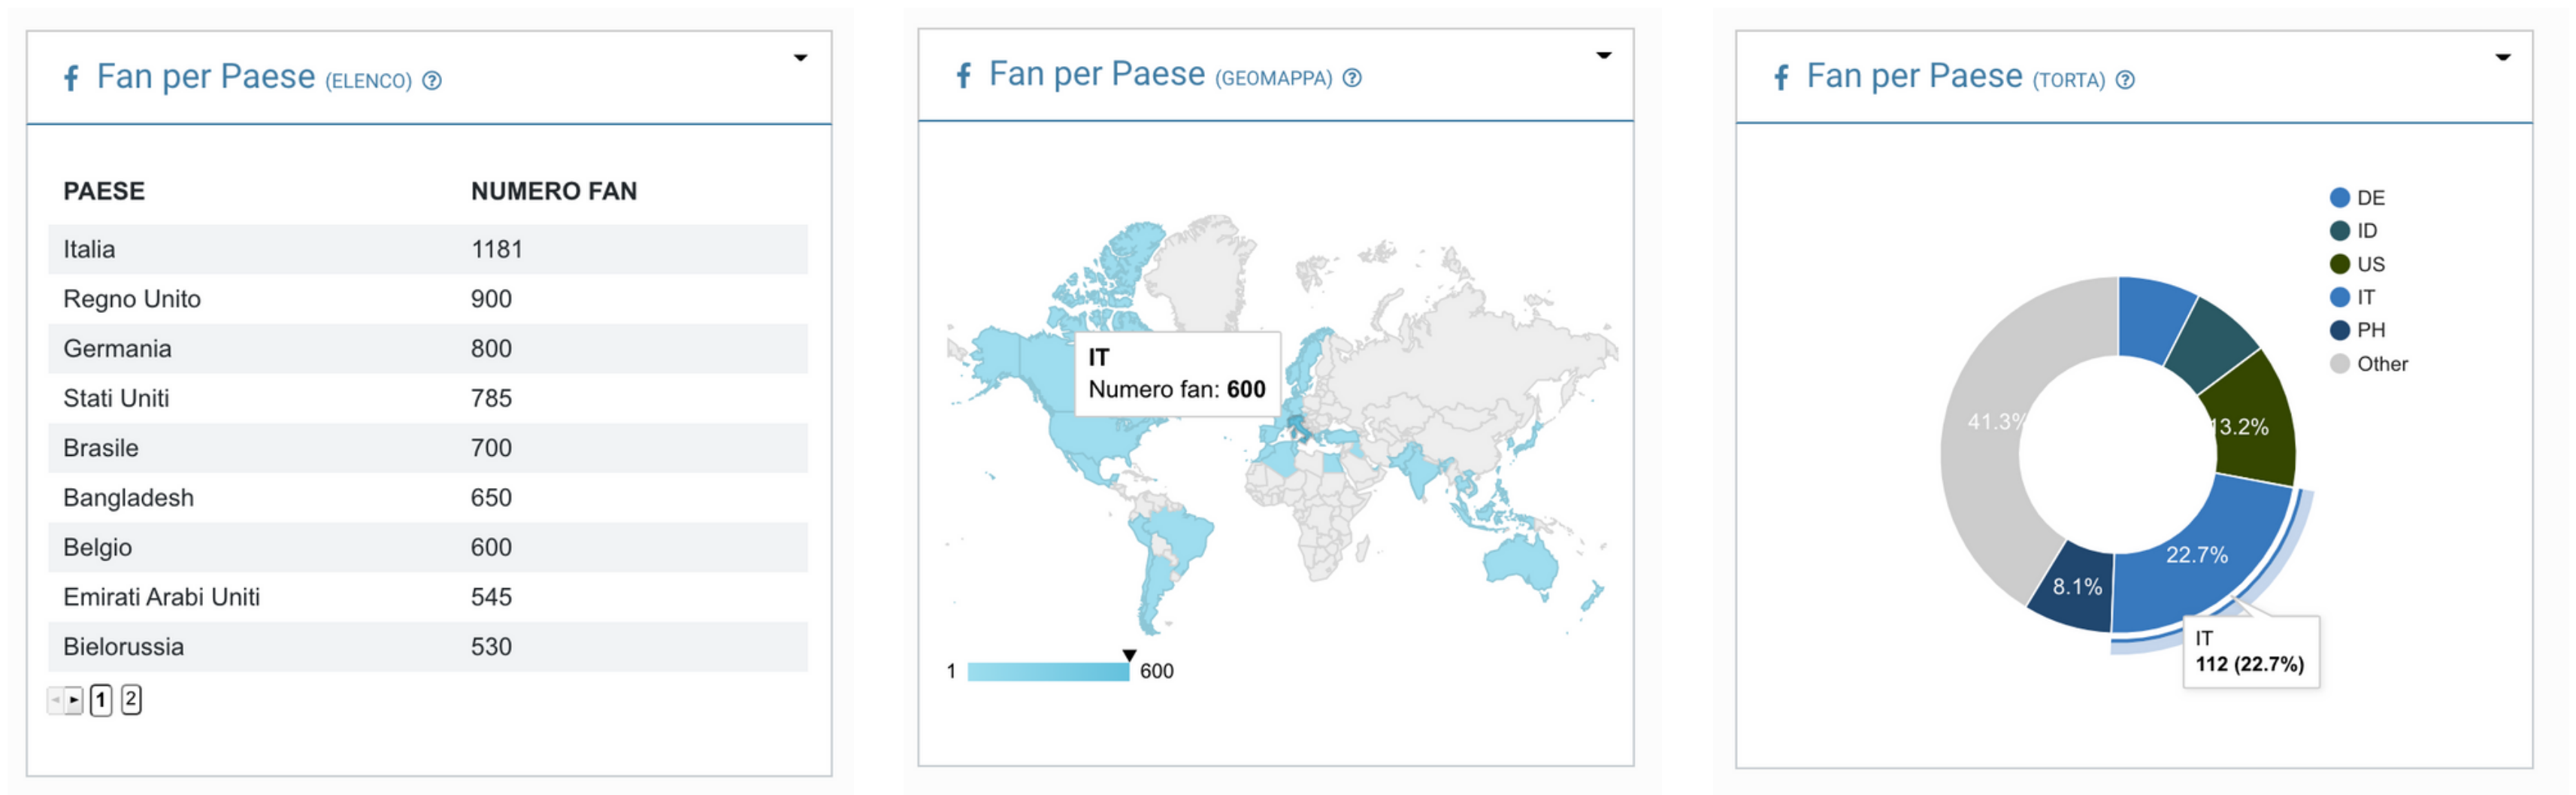 Fan per Paese (ELENCO)
PAESE NUMERO FAN
Italia 1181
Regno Unito 900
Germania 800
Stati Uniti 785
Brasile 700
Bangladesh 650
Belgio 600
Emirati Arabi Uniti 545
Bielorussia 530
1 2
Fan per Paese (GEOMAPPA)
IT
Numero fan: 600
1 600
Fan per Paese (TORTA)
DE
ID
US
IT
PH
Other
41.3%
13.2%
22.7%
8.1%
IT
112 (22.7%)